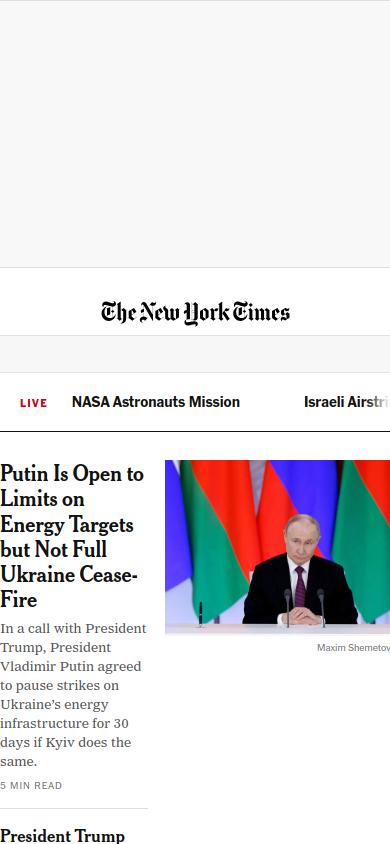 The New York Times
LIVE
NASA Astronauts Mission
Israeli Airstri
Putin Is Open to
Limits on
Energy Targets
but Not Full
Ukraine Cease-
Fire
In a call with President
Trump, President
Vladimir Putin agreed
to pause strikes on
Ukraine’s energy
infrastructure for 30
days if Kyiv does the
same.
5 MIN READ
Maxim Shemetov
President Trump